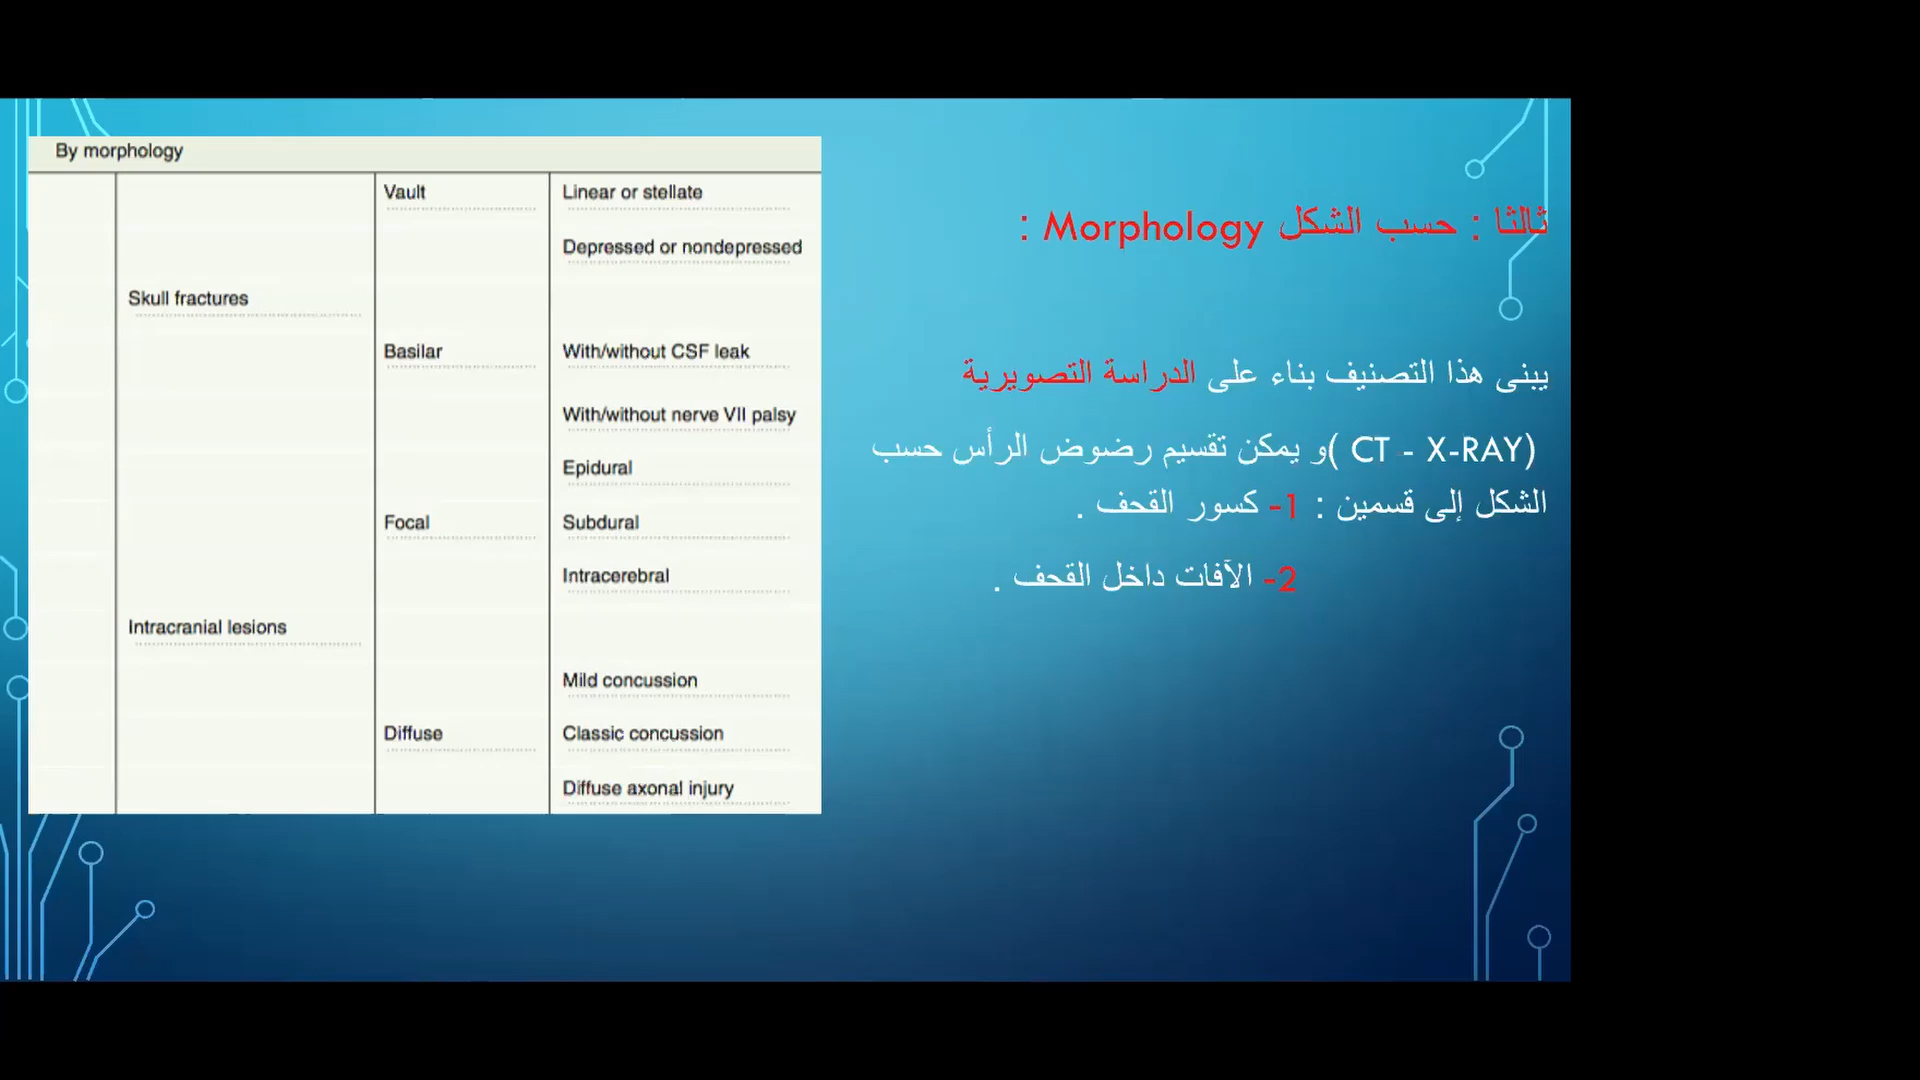 By morphology
Vault
Linear or stellate
Depressed or nondepressed
Skull fractures
Basilar
With/without CSF leak
With/without nerve VII palsy
Epidural
Focal
Subdural
Intracerebral
Intracranial lesions
Mild concussion
Diffuse
Classic concussion
Diffuse axonal injury
ثالثا : حسب الشكل Morphology :
يبنى هذا التصنيف بناء على الدراسة التصويرية
(CT - X-RAY )و يمكن تقسيم رضوض الرأس حسب
الشكل إلى قسمين : 1- كسور القحف .
2- الآفات داخل القحف .